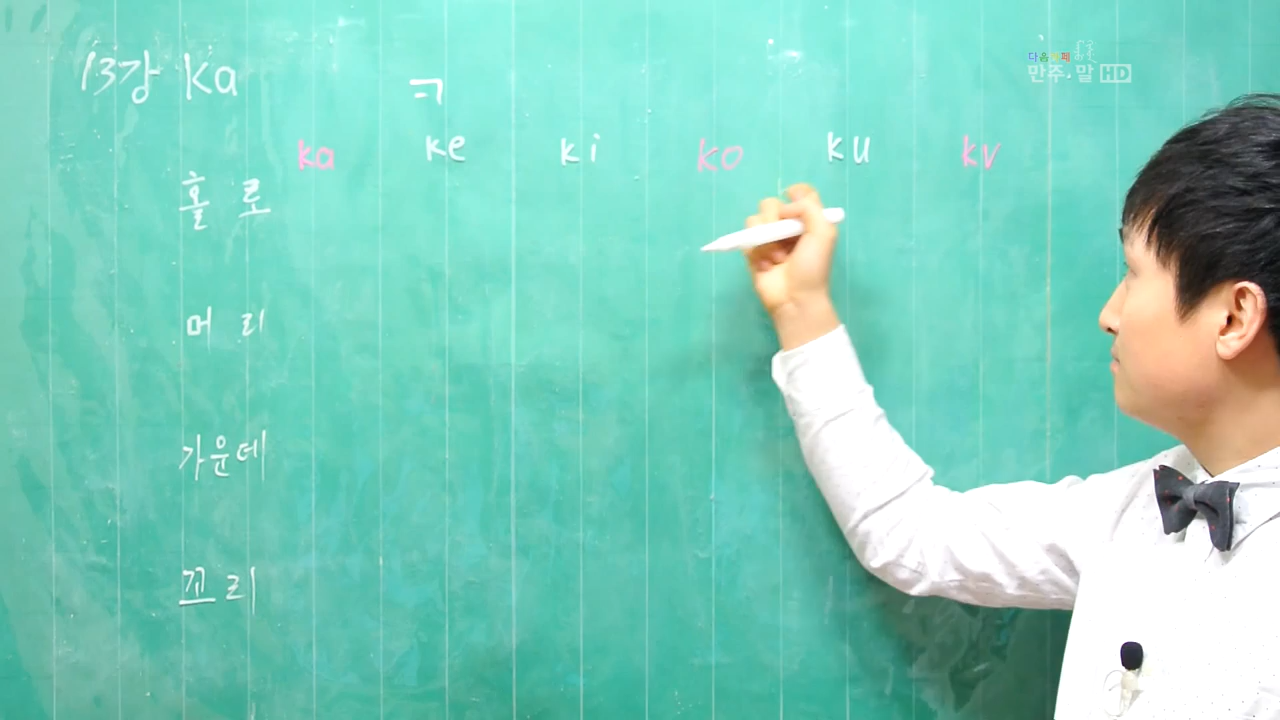 13강 Ka ㅋ
다음카페
만주.말 HD
ka ke ki ko ku kv
홀로
머리
가운데
꼬리